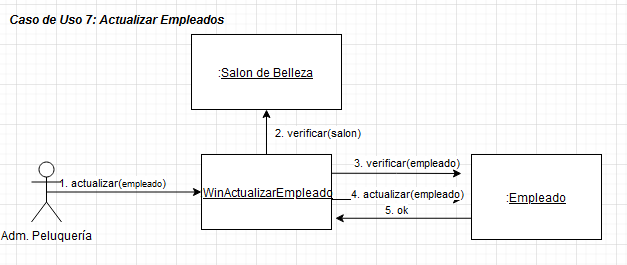 Caso de Uso 7: Actualizar Empleados
:Salon de Belleza
2. verificar(salon)
3. verificar(empleado)
1. actualizar(empleado)
WinActualizarEmpleado
4. actualizar(empleado)
:Empleado
5. ok
Adm. Peluquería